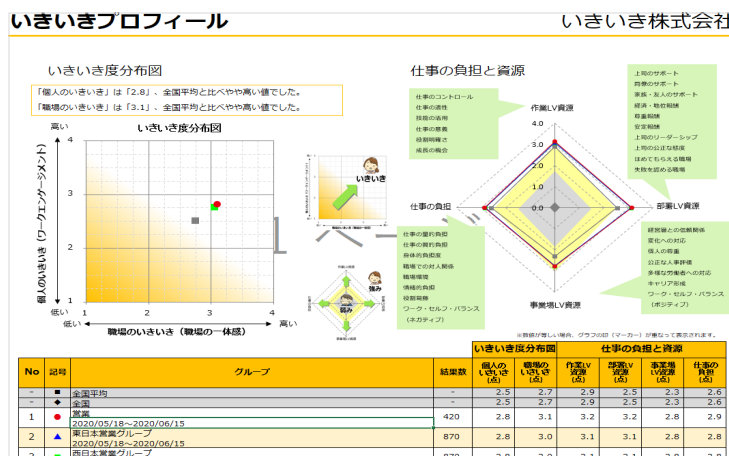 いきいきプロフィール
いきいき株式会社
いきいき度分布図
「個人のいきいき」は「2.8」、全国平均と比べやや高い値でした。
「職場のいきいき」は「3.1」、全国平均と比べやや高い値でした。
高い
いきいき度分布図
4
3
2
1
個人のいきいき（ワークエンゲージメント）
低い
1
2
3
4
低い
職場のいきいき（職場の一体感）
高い
いきいき
強み
弱み
1
仕事の負担と資源
仕事のコントロール
仕事の適性
技能の活用
仕事の意義
役割明確さ
成長の機会
上司のサポート
同僚のサポート
家族・友人のサポート
経済・地位報酬
尊重報酬
安定報酬
上司のリーダーシップ
上司の公正な態度
ほめてもらえる職場
失敗を認める職場
作業LV資源
4.0
3.0
2.0
1.0
0.0
仕事の負担
部署LV資源
事業場LV資源
仕事の量的負担
仕事の質的負担
身体的負担度
職場での対人関係
職場環境
情緒的負担
役割葛藤
ワーク・セルフ・バランス
（ネガティブ）
経営層との信頼関係
変化への対応
個人の尊重
公正な人事評価
多様な労働者への対応
キャリア形成
ワーク・セルフ・バランス
（ポジティブ）
※数値が等しい場合、グラフの印（マーカー）が重なって表示されます。
いきいき度分布図 仕事の負担と資源
No 記号 グループ 結果数 個人のいきいき（点） 職場のいきいき（点） 作業LV資源（点） 部署LV資源（点） 事業場LV資源（点） 仕事の負担（点）
- ■ 全国平均 - 2.5 2.7 2.9 2.5 2.3 2.6
- ◆ 全国 - 2.5 2.7 2.9 2.5 2.3 2.6
1 ● 営業 420 2.8 3.1 3.2 3.2 2.8 2.9
2020/05/18～2020/06/15
2 ▲ 東日本営業グループ 870 2.8 3.0 3.1 3.1 2.8 2.8
2020/05/18～2020/06/15
西日本営業グループ